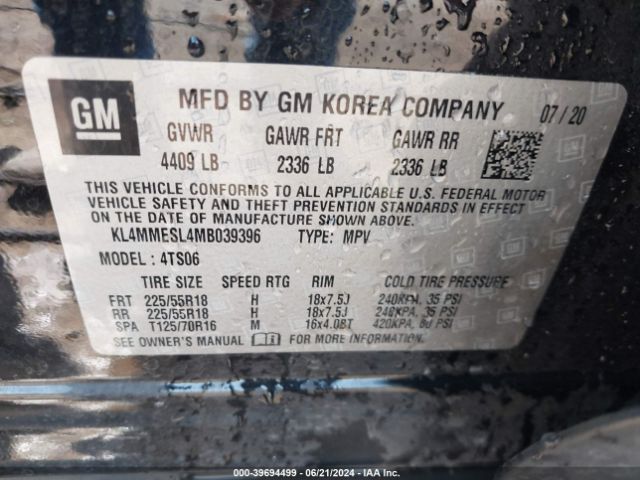 GM
MFD BY GM KOREA COMPANY 07/20
GVWR GAWR FRT GAWR RR
4409 LB 2336 LB 2336 LB
THIS VEHICLE CONFORMS TO ALL APPLICABLE U.S. FEDERAL MOTOR
VEHICLE SAFETY AND THEFT PREVENTION STANDARDS IN EFFECT
ON THE DATE OF MANUFACTURE SHOWN ABOVE.
KL4MMESL4MB039396 TYPE: MPV
MODEL: 4TS06
TIRE SIZE SPEED RTG RIM COLD TIRE PRESSURE
FRT 225/55R18 H 18x7.5J 240KPA, 35 PSI
RR 225/55R18 H 18x7.5J 240KPA, 35 PSI
SPA T125/70R16 M 16x4.0BT 420KPA, 60 PSI
SEE OWNER'S MANUAL FOR MORE INFORMATION.
000-39694499 - 06/21/2024 - IAA Inc.